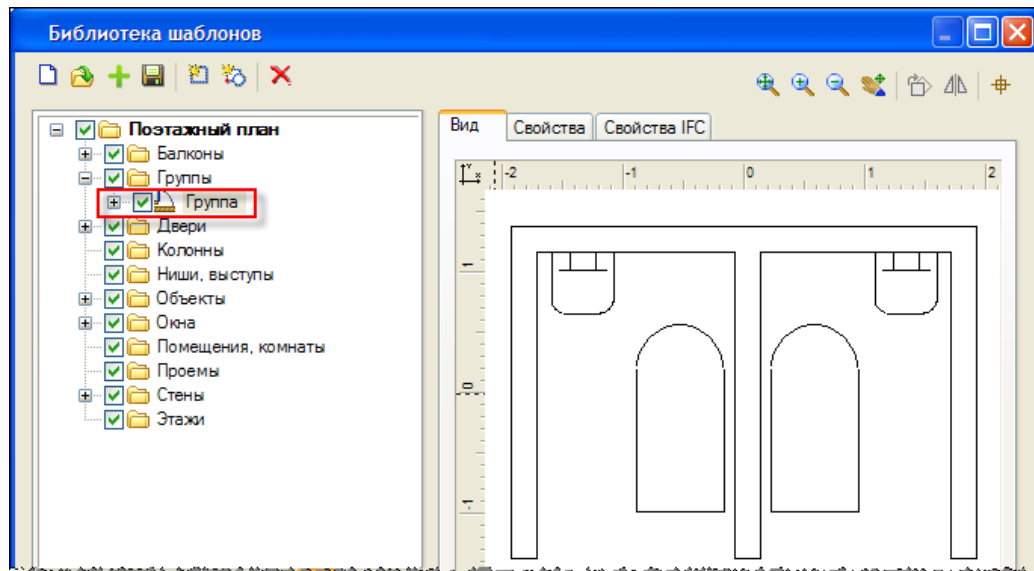 Библиотека шаблонов
Поэтажный план
Балконы
Группы
Группа
Двери
Колонны
Ниши, выступы
Объекты
Окна
Помещения, комнаты
Проемы
Стены
Этажи
Вид Свойства Свойства IFC
Y X -2 -1 0 1 2
1
0
-1